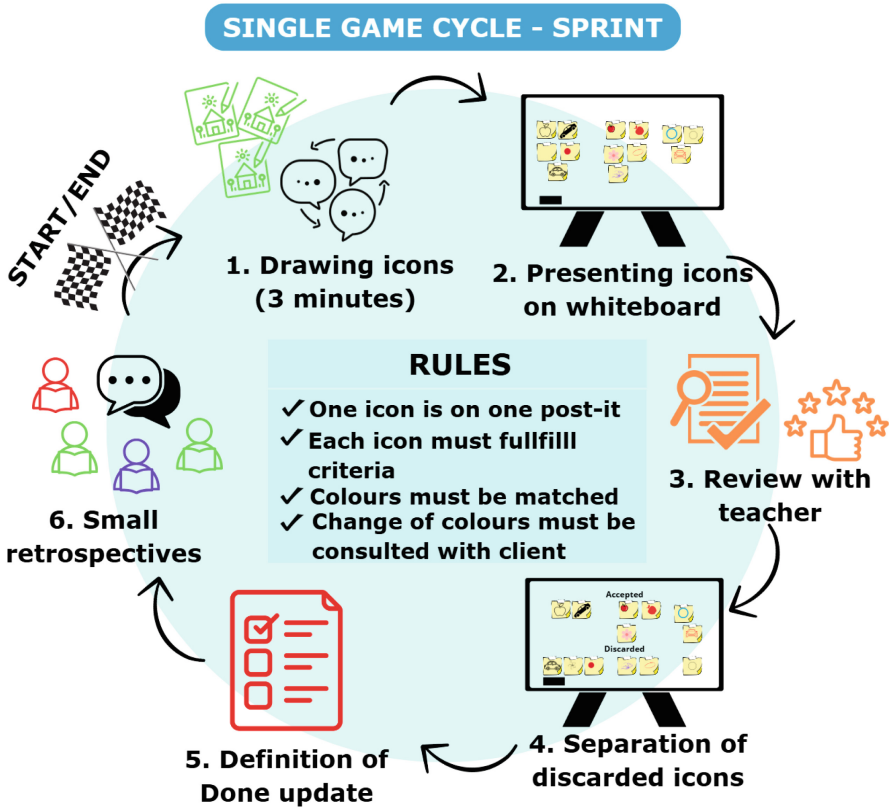 SINGLE GAME CYCLE - SPRINT
START/END
1. Drawing icons
(3 minutes)
2. Presenting icons
on whiteboard
RULES
✓ One icon is on one post-it
✓ Each icon must fullfilll
criteria
✓ Colours must be matched
✓ Change of colours must be
consulted with client
3. Review with
teacher
Accepted
Discarded
4. Separation of
discarded icons
5. Definition of
Done update
6. Small
retrospectives